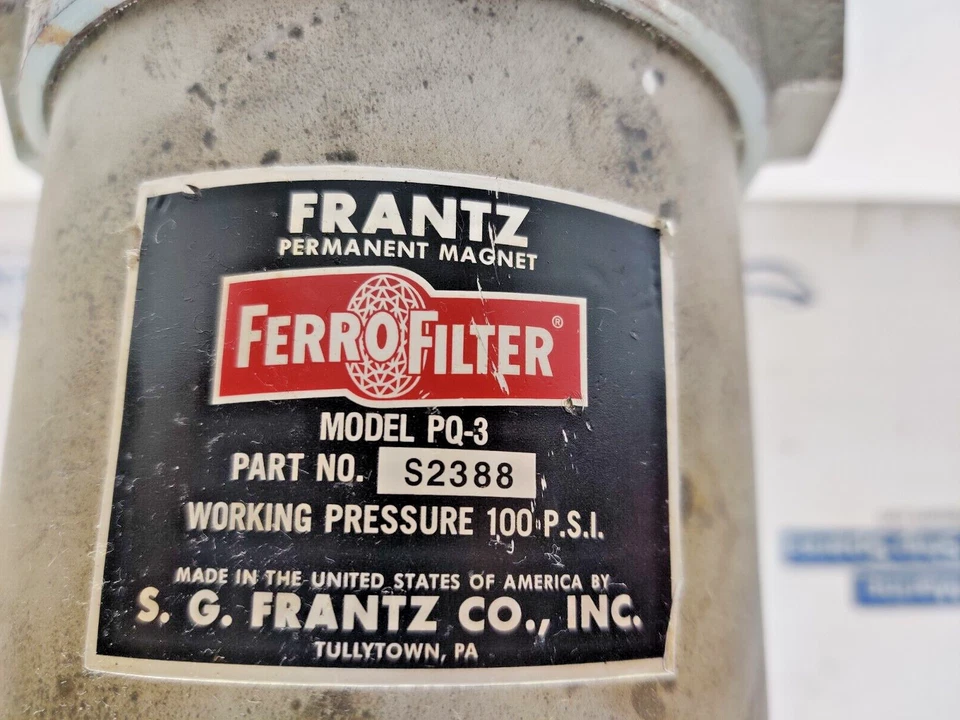 FRANTZ
PERMANENT MAGNET
FERROFILTER®
MODEL PQ-3
PART NO. S2388
WORKING PRESSURE 100 P.S.I.
MADE IN THE UNITED STATES OF AMERICA BY
S. G. FRANTZ CO., INC.
TULLYTOWN, PA